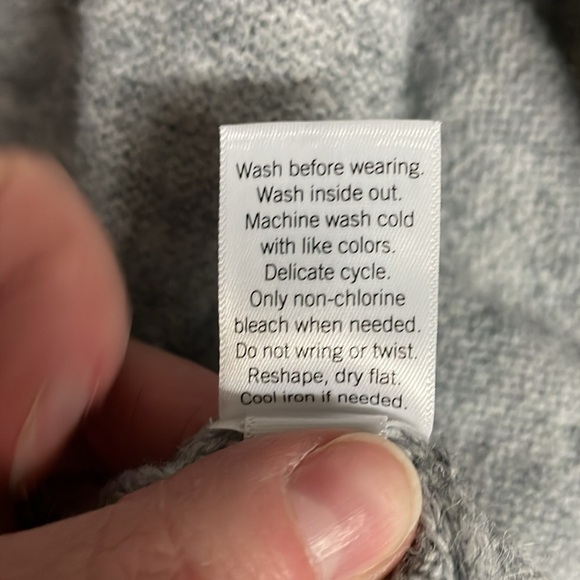 Wash before wearing.
Wash inside out.
Machine wash cold
with like colors.
Delicate cycle.
Only non-chlorine
bleach when needed.
Do not wring or twist.
Reshape, dry flat.
Cool iron if needed.